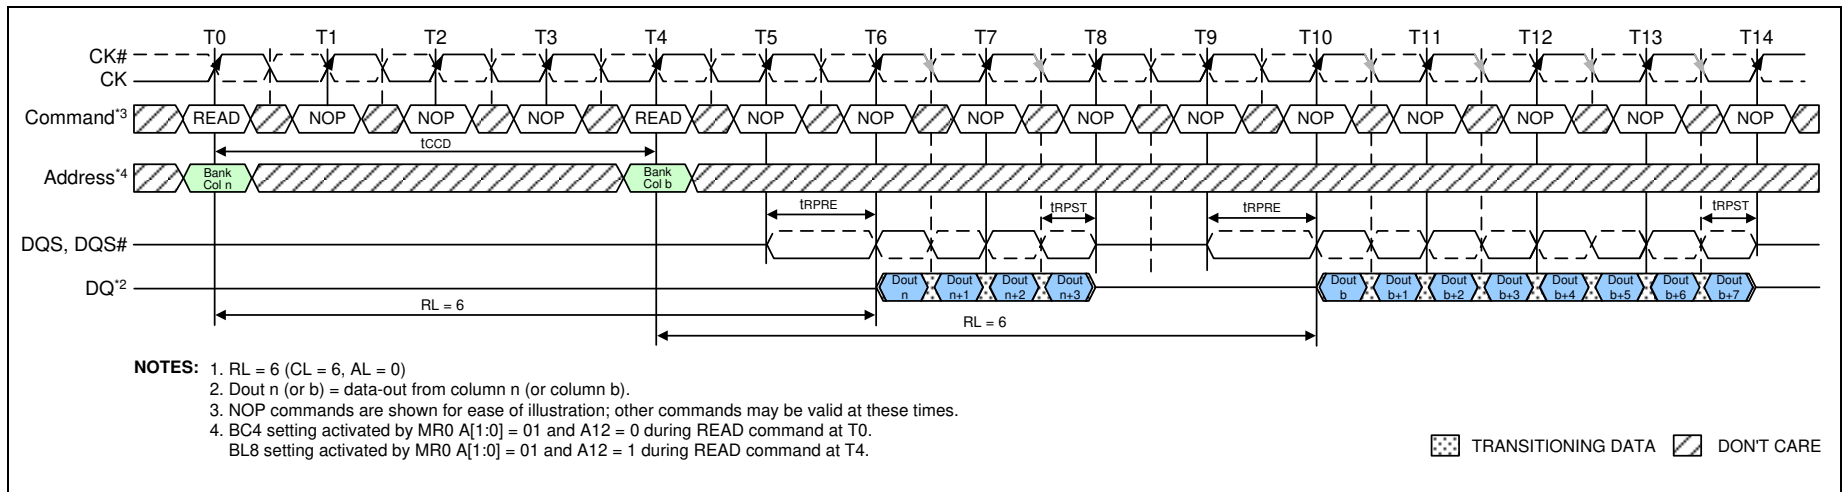 T0 T1 T2 T3 T4 T5 T6 T7 T8 T9 T10 T11 T12 T13 T14
CK#
CK
Command*3 READ NOP NOP NOP READ NOP NOP NOP NOP NOP NOP NOP NOP NOP NOP
tCCD
Address*4 Bank Col n Bank Col b
tRPRE tRPST tRPRE tRPST
DQS, DQS#
DQ*2 Dout n Dout n+1 Dout n+2 Dout n+3 Dout b Dout b+1 Dout b+2 Dout b+3 Dout b+4 Dout b+5 Dout b+6 Dout b+7
RL = 6
RL = 6
NOTES: 1. RL = 6 (CL = 6, AL = 0)
2. Dout n (or b) = data-out from column n (or column b).
3. NOP commands are shown for ease of illustration; other commands may be valid at these times.
4. BC4 setting activated by MR0 A[1:0] = 01 and A12 = 0 during READ command at T0.
BL8 setting activated by MR0 A[1:0] = 01 and A12 = 1 during READ command at T4.
TRANSITIONING DATA DON'T CARE